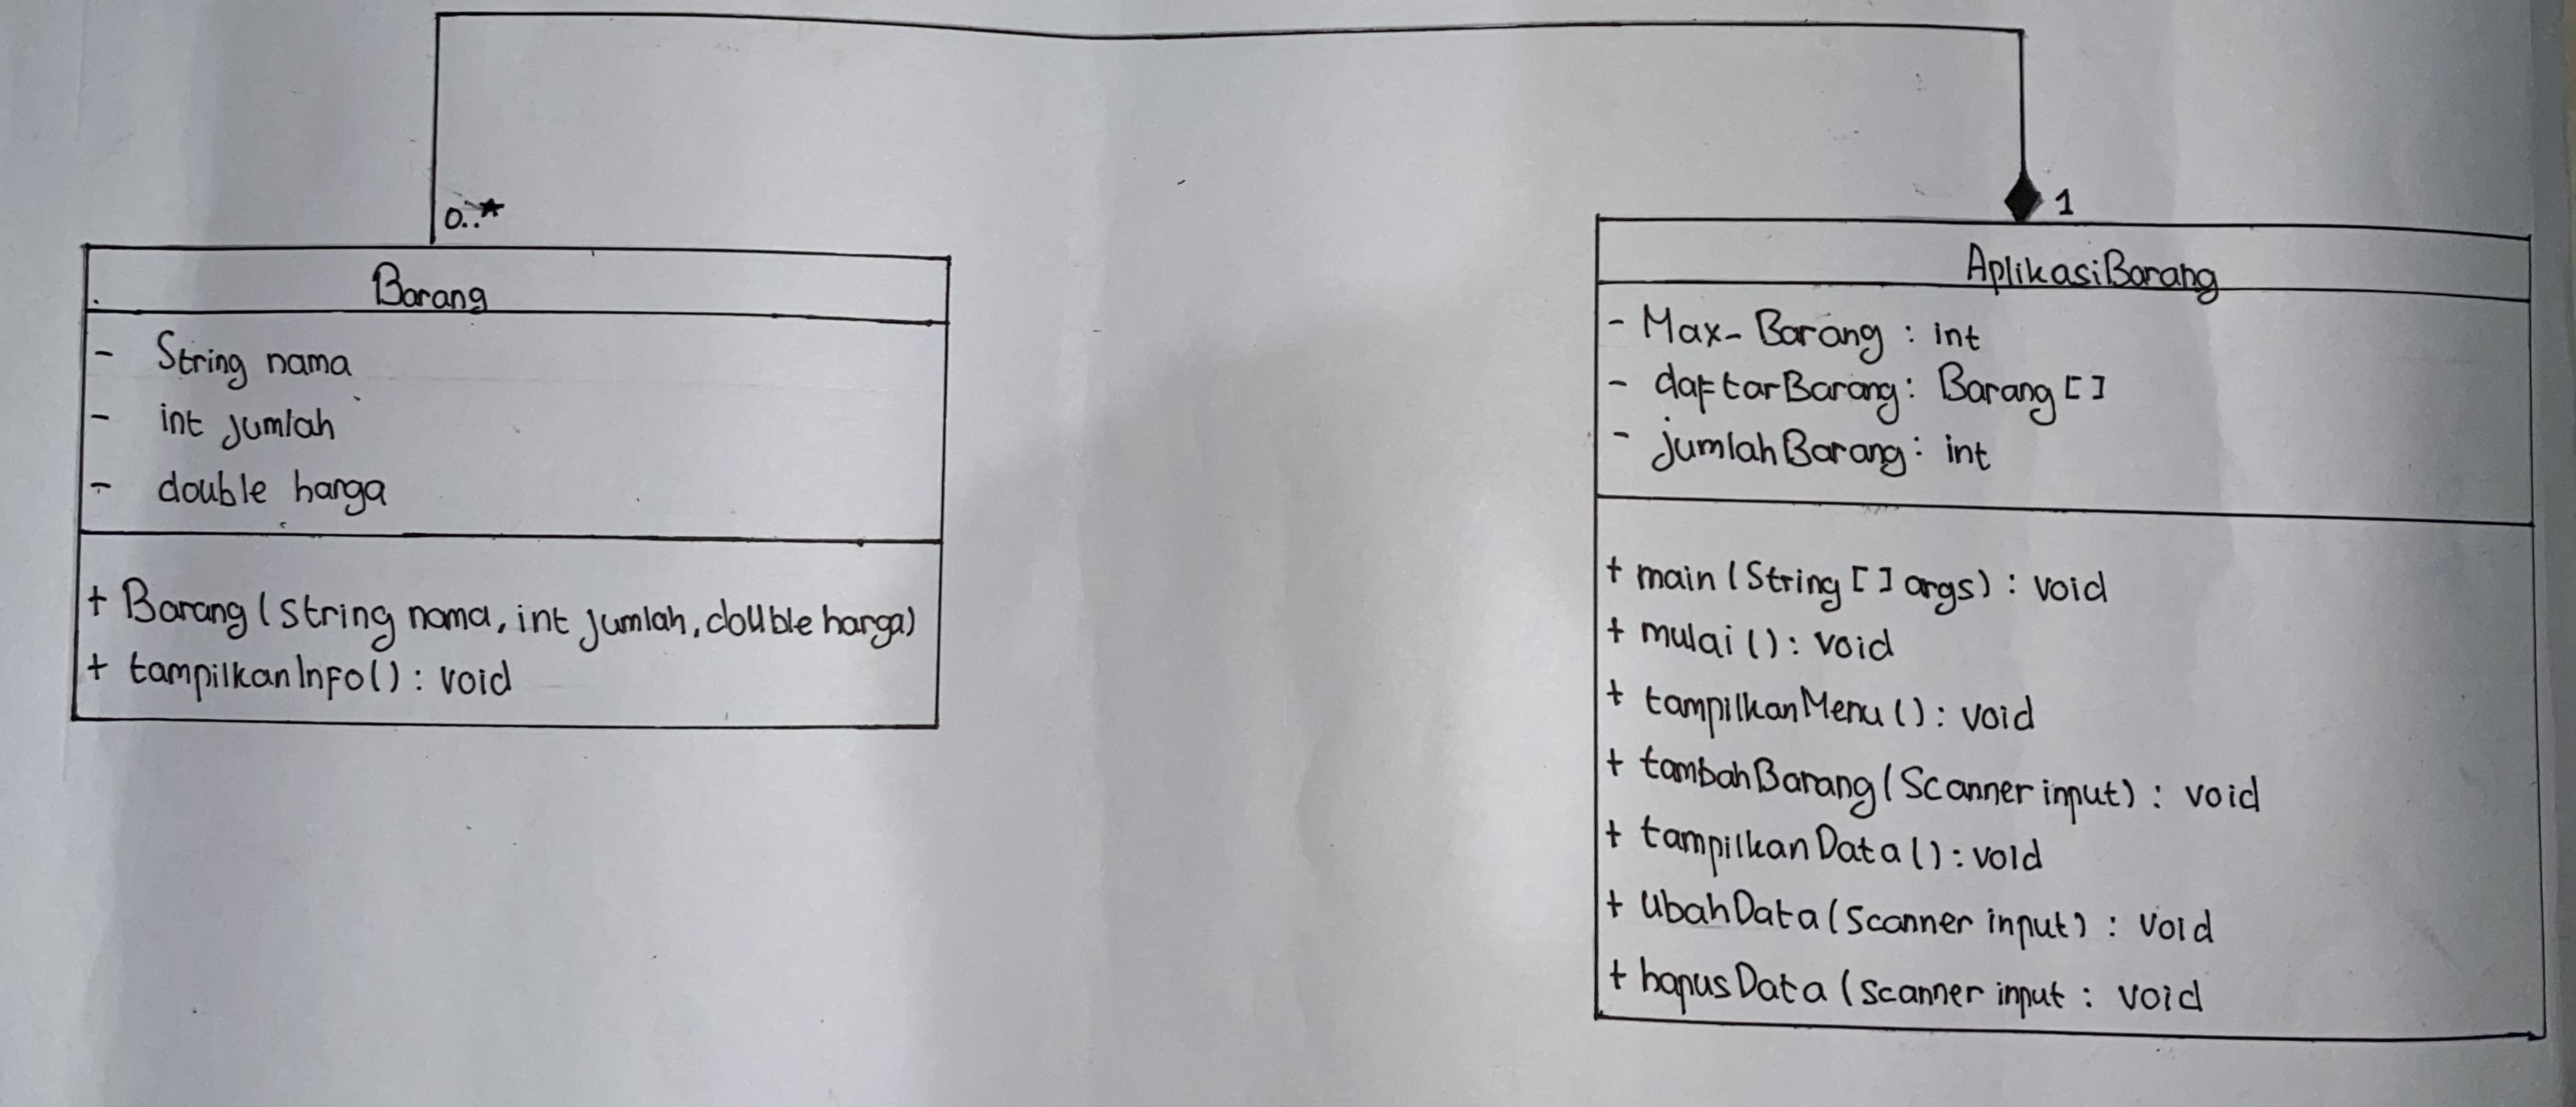 0..*
1
Barang
- String nama
- int jumlah
- double harga
+ Barang (String nama, int jumlah, double harga)
+ tampilkanInfo() : void
AplikasiBarang
- Max_Barang : int
- daftarBarang : Barang []
- jumlahBarang : int
+ main (String [] args) : void
+ mulai () : void
+ tampilkanMenu () : void
+ tambahBarang (Scanner input) : void
+ tampilkanData () : void
+ UbahData (Scanner input) : void
+ hapusData (Scanner input : void